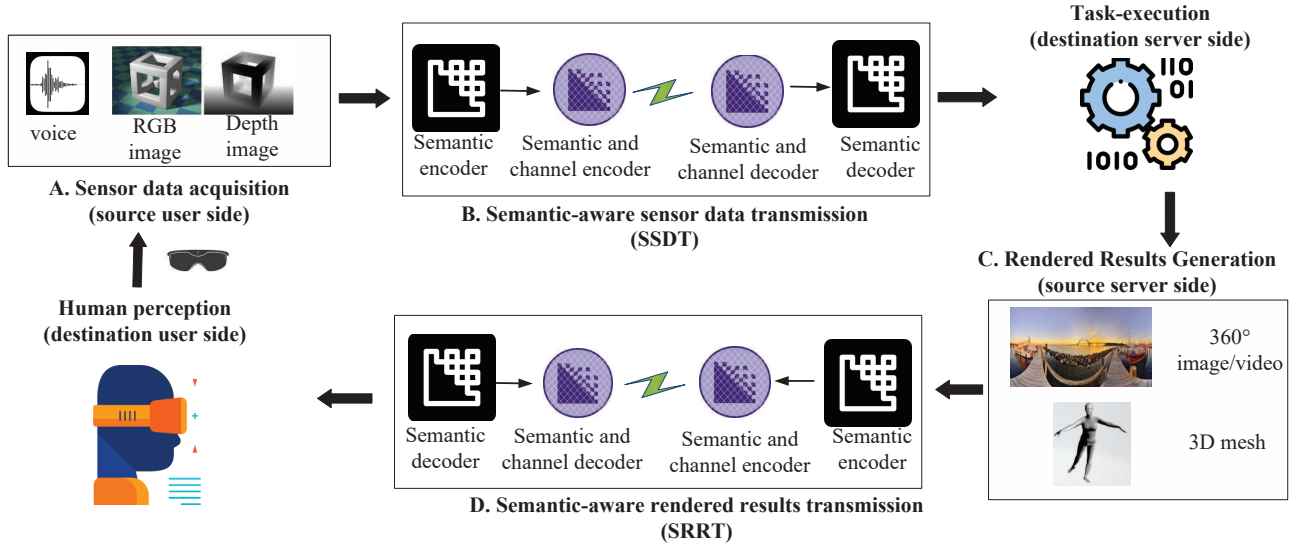 voice
RGB
image
Depth
image
A. Sensor data acquisition
(source user side)
Semantic
encoder
Semantic and
channel encoder
Semantic and
channel decoder
Semantic
decoder
B. Semantic-aware sensor data transmission
(SSDT)
Task-execution
(destination server side)
110
01
1010
C. Rendered Results Generation
(source server side)
360°
image/video
3D mesh
Semantic
decoder
Semantic and
channel decoder
Semantic and
channel encoder
Semantic
encoder
D. Semantic-aware rendered results transmission
(SRRT)
Human perception
(destination user side)